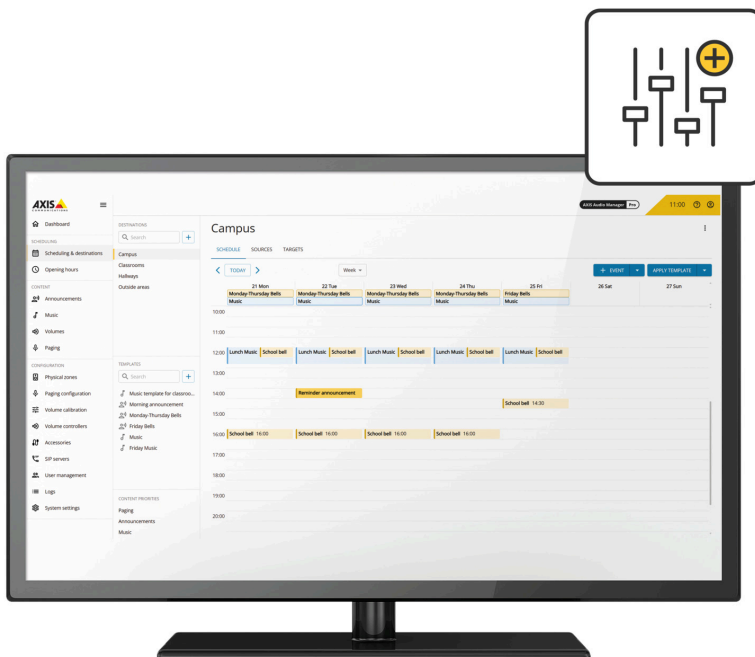 AXIS
COMMUNICATIONS
AXIS Audio Manager Pro
11:00
Dashboard
SCHEDULING
Scheduling & destinations
Opening hours
CONTENT
Announcements
Music
Volumes
Paging
CONFIGURATION
Physical zones
Paging configuration
Volume calibration
Volume controllers
Accessories
SIP servers
User management
Logs
System settings
DESTINATIONS
Search
Campus
Classrooms
Hallways
Outside areas
TEMPLATES
Search
Music template for classroo...
Morning announcement
Monday-Thursday Bells
Friday Bells
Music
Friday Music
CONTENT PRIORITIES
Paging
Announcements
Music
Campus
SCHEDULE SOURCES TARGETS
TODAY Week + EVENT APPLY TEMPLATE
21 Mon 22 Tue 23 Wed 24 Thu 25 Fri 26 Sat 27 Sun
Monday-Thursday Bells Monday-Thursday Bells Monday-Thursday Bells Monday-Thursday Bells Friday Bells
Music Music Music Music Music
10:00
11:00
12:00 Lunch Music School bell Lunch Music School bell Lunch Music School bell Lunch Music School bell Lunch Music School bell
13:00
14:00 Reminder announcement
School bell 14:30
15:00
16:00 School bell 16:00 School bell 16:00 School bell 16:00 School bell 16:00
17:00
18:00
19:00
20:00